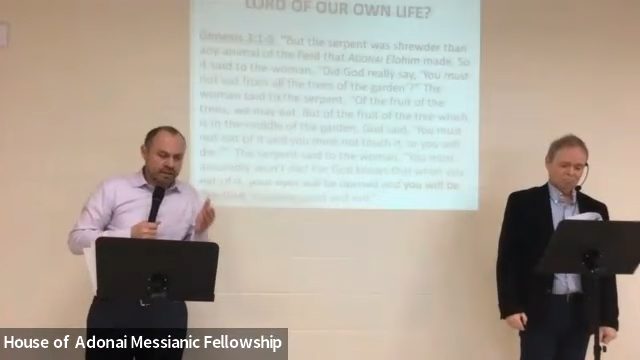 LORD OF OUR OWN LIFE?
Genesis 3:1-5 "But the serpent was shrewder than
any animal of the field that Adonai Elohim made. So
it said to the woman, "Did God really say, 'You must
not eat from all the trees of the garden'?" The
woman said to the serpent, "Of the fruit of the
trees, we may eat. But of the fruit of the tree which
is in the middle of the garden, God said, 'You must
not eat of it and you must not touch it, or you will
die.'" The serpent said to the woman, "You most
assuredly won't die! For God knows that when you
eat of it, your eyes will be opened and you will be
like God, knowing good and evil."
House of Adonai Messianic Fellowship